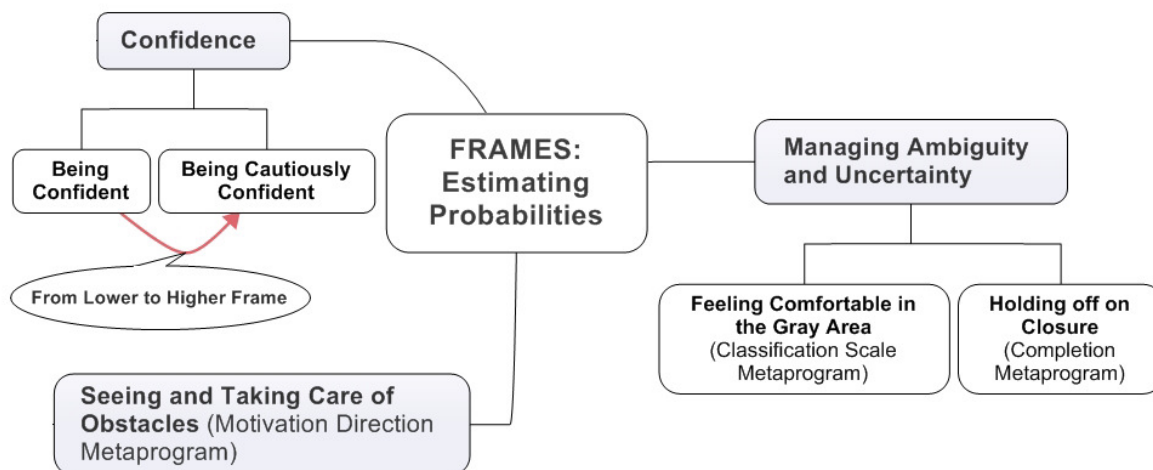 Confidence
Being
Confident
Being Cautiously
Confident
From Lower to Higher Frame
FRAMES:
Estimating
Probabilities
Managing Ambiguity
and Uncertainty
Feeling Comfortable in
the Gray Area
(Classification Scale
Metaprogram)
Holding off on
Closure
(Completion
Metaprogram)
Seeing and Taking Care of
Obstacles (Motivation Direction
Metaprogram)